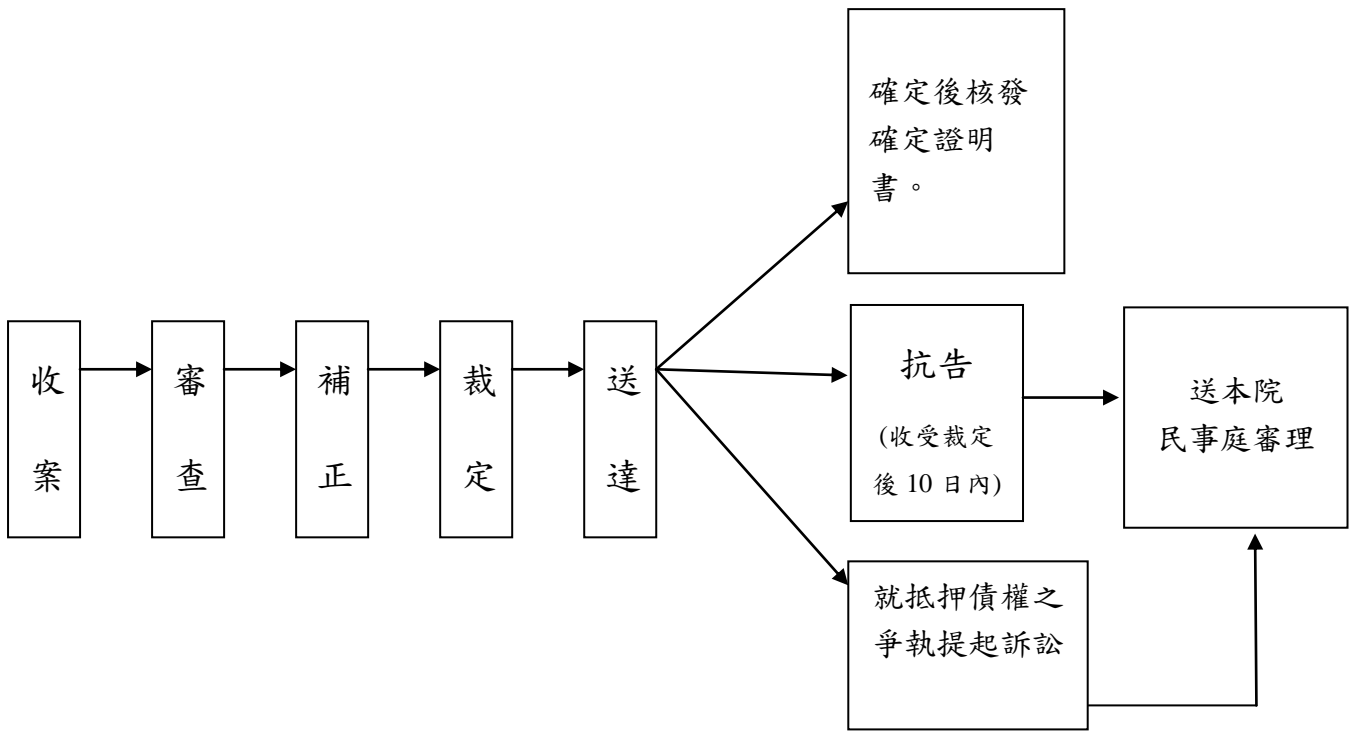 確定後核發
確定證明
書。
收案
審查
補正
裁定
送達
抗告
(收受裁定
後 10 日內)
送本院
民事庭審理
就抵押債權之
爭執提起訴訟